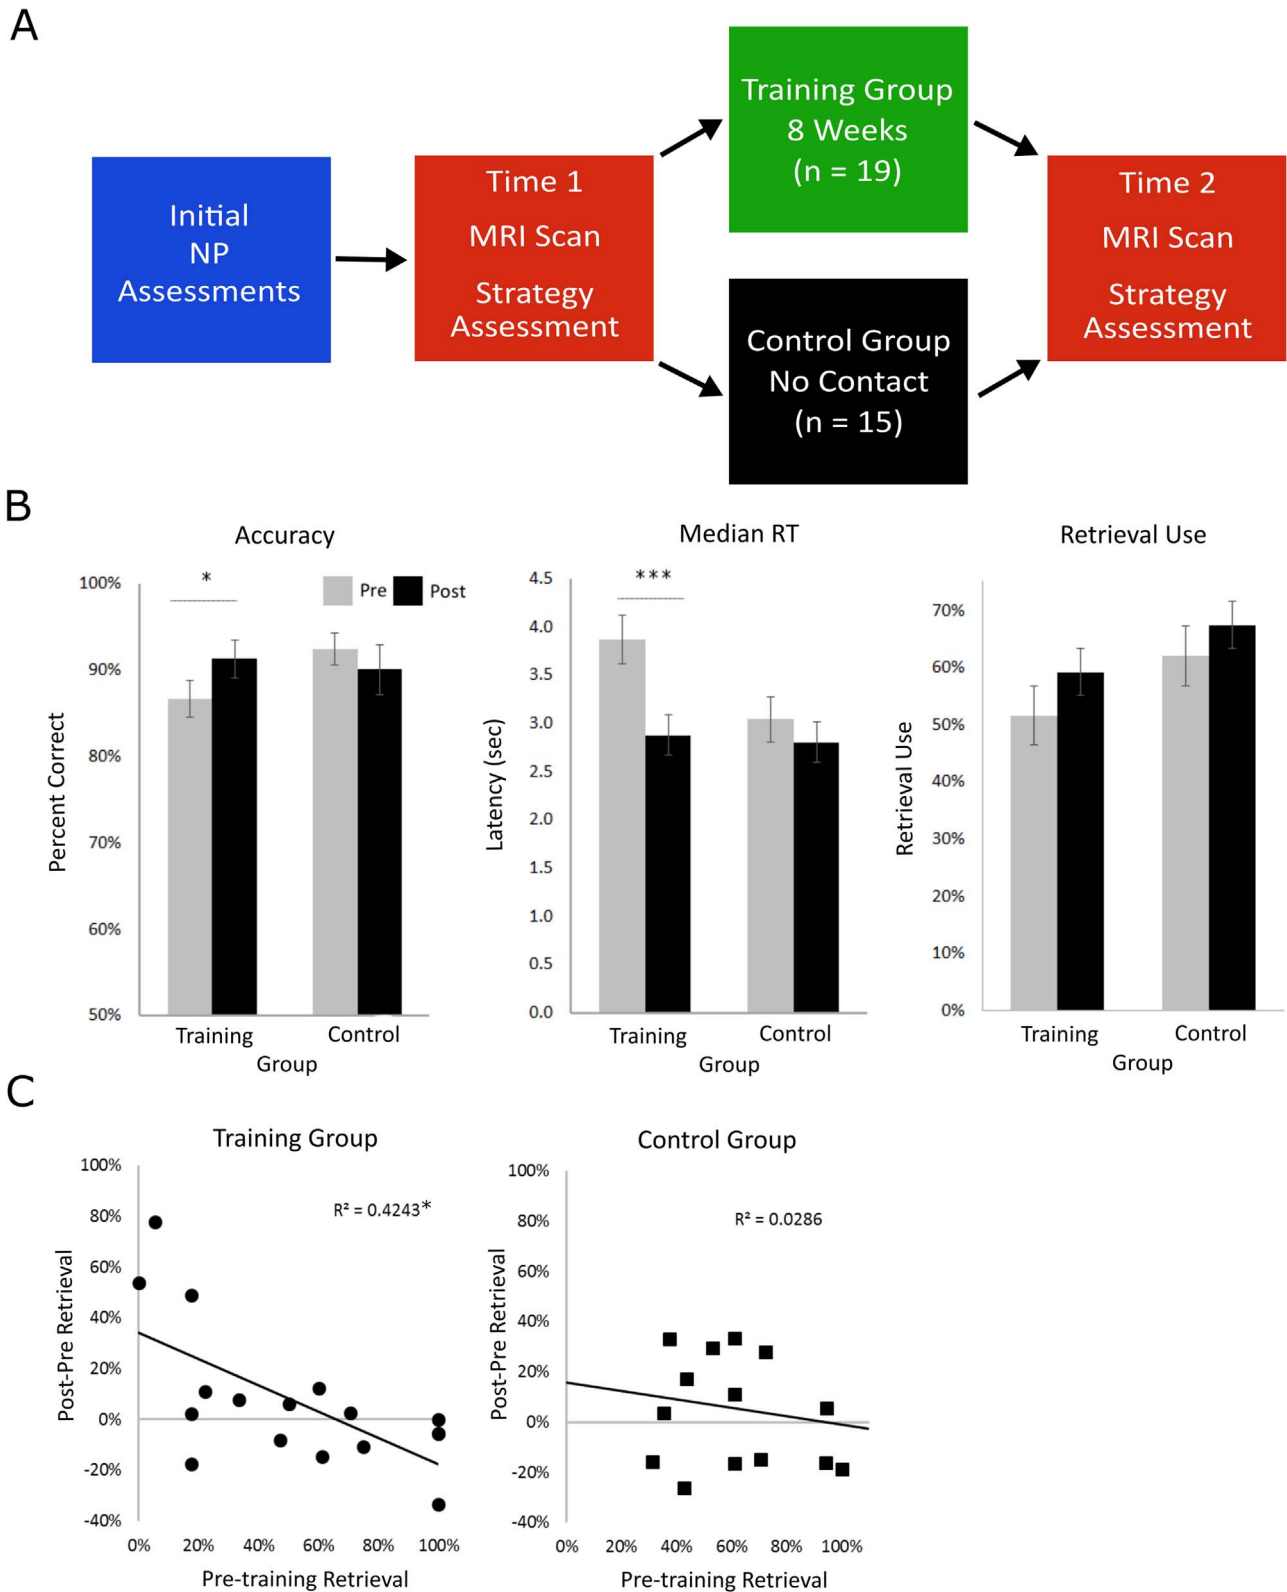 A
Initial
NP
Assessments
Time 1
MRI Scan
Strategy
Assessment
Training Group
8 Weeks
(n = 19)
Control Group
No Contact
(n = 15)
Time 2
MRI Scan
Strategy
Assessment
B
Accuracy
*
Pre
Post
100%
90%
80%
70%
60%
50%
Percent Correct
Training
Control
Group
Median RT
***
4.5
4.0
3.5
3.0
2.5
2.0
1.5
1.0
0.5
0.0
Latency (sec)
Training
Control
Group
Retrieval Use
70%
60%
50%
40%
30%
20%
10%
0%
Retrieval Use
Training
Control
Group
C
Training Group
R² = 0.4243*
100%
80%
60%
40%
20%
0%
-20%
-40%
Post-Pre Retrieval
0% 20% 40% 60% 80% 100%
Pre-training Retrieval
Control Group
R² = 0.0286
100%
80%
60%
40%
20%
0%
-20%
-40%
Post-Pre Retrieval
0% 20% 40% 60% 80% 100%
Pre-training Retrieval